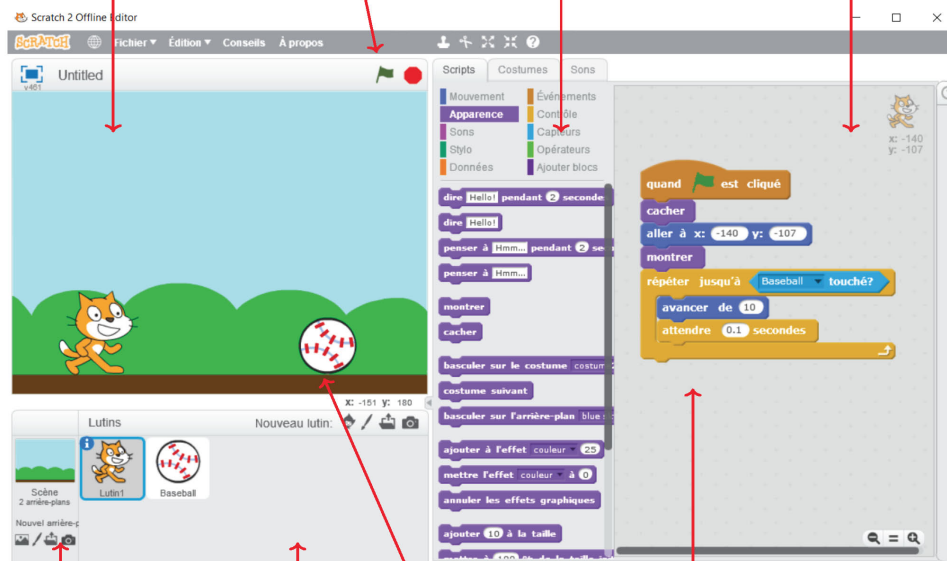 Scratch 2 Offline Editor
SCRATCH Fichier▼ Édition▼ Conseils À propos
v461 Untitled
Scripts Costumes Sons
Mouvement Événements
Apparence Contrôle
Sons Capteurs
Stylo Opérateurs
Données Ajouter blocs
dire Hello! pendant 2 secondes
dire Hello!
penser à Hmm... pendant 2 se
penser à Hmm...
montrer
cacher
basculer sur le costume costum
costume suivant
basculer sur l'arrière-plan blue
ajouter à l'effet couleur 25
mettre l'effet couleur à 0
annuler les effets graphiques
ajouter 10 à la taille
mettre à 100 % de la taille
x: -140
y: -107
quand est cliqué
cacher
aller à x: -140 y: -107
montrer
répéter jusqu'à Baseball touché?
avancer de 10
attendre 0.1 secondes
X: -151 y: 180
Lutins Nouveau lutin:
Scène
2 arrière-plans
Lutin1 Baseball
Nouvel arrière-p